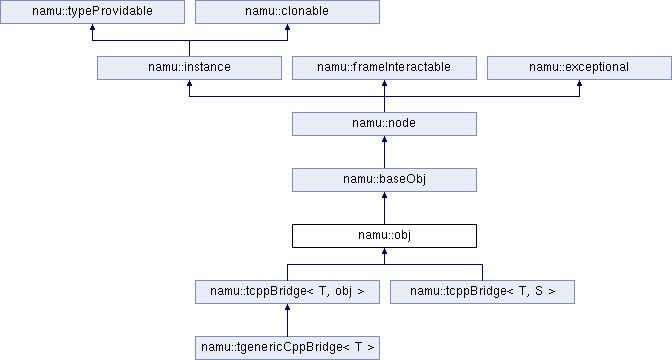 namu::typeProvidable
namu::clonable
namu::instance
namu::frameInteractable
namu::exceptional
namu::node
namu::baseObj
namu::obj
namu::tcppBridge< T, obj >
namu::tcppBridge< T, S >
namu::tgenericCppBridge< T >